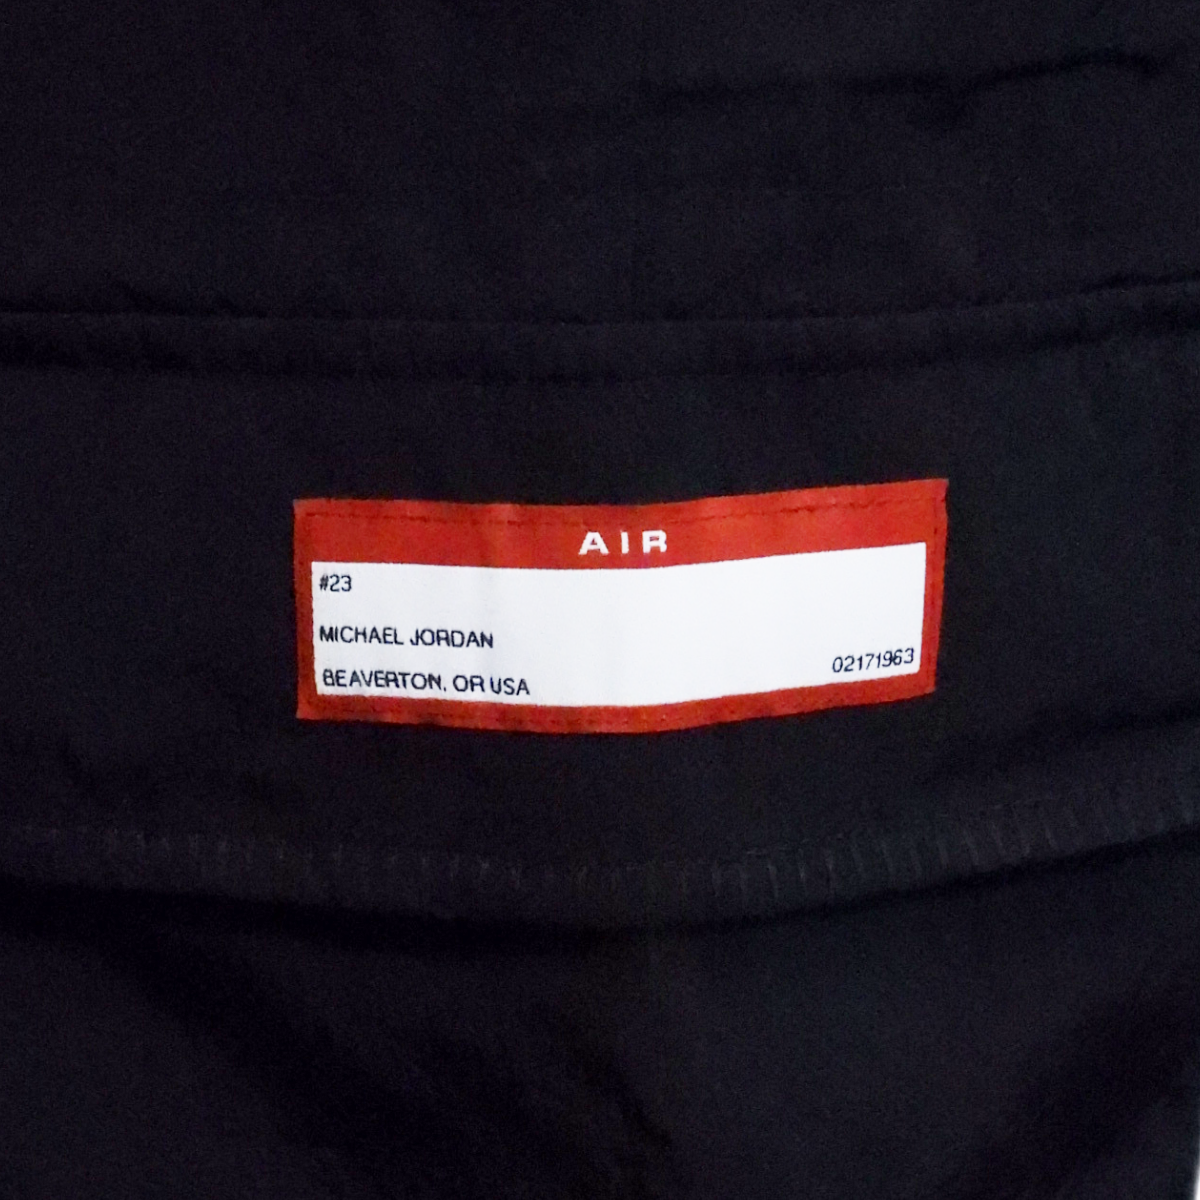 AIR
#23
MICHAEL JORDAN
BEAVERTON, OR USA
02171963